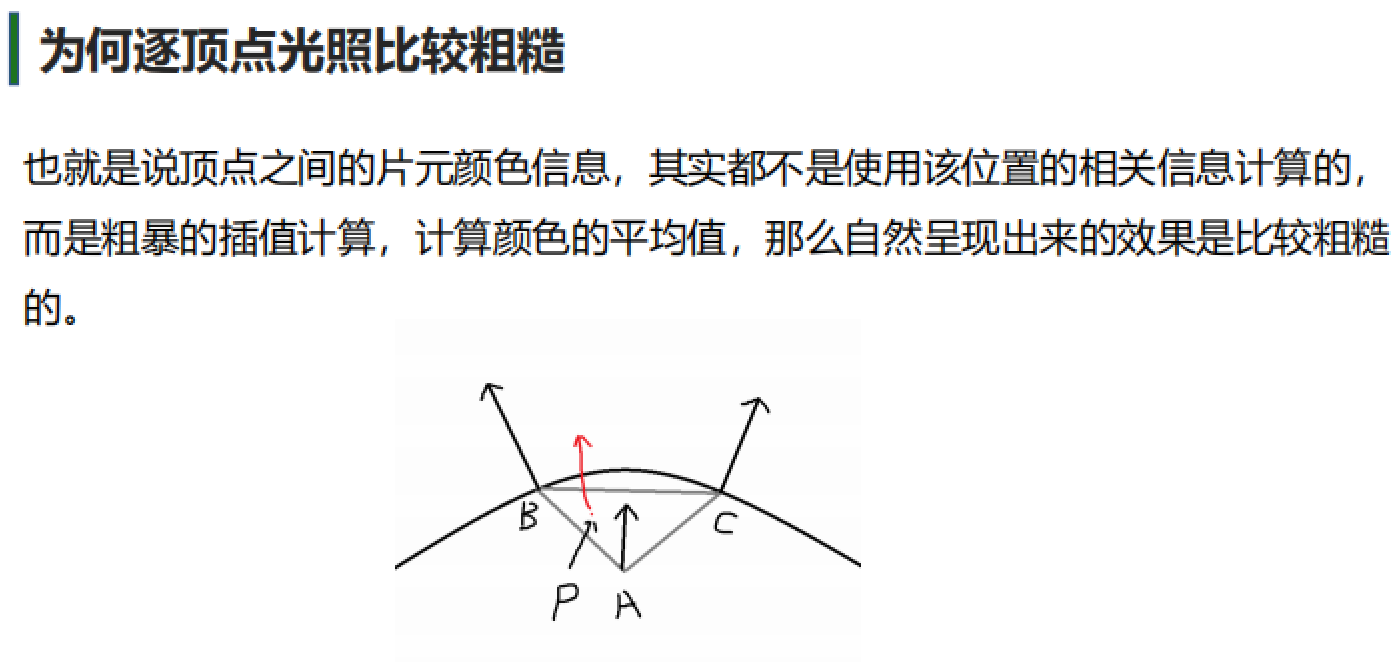 为何逐顶点光照比较粗糙
也就是说顶点之间的片元颜色信息，其实都不是使用该位置的相关信息计算的，
而是粗暴的插值计算，计算颜色的平均值，那么自然呈现出来的效果是比较粗糙
的。
B
C
P
A